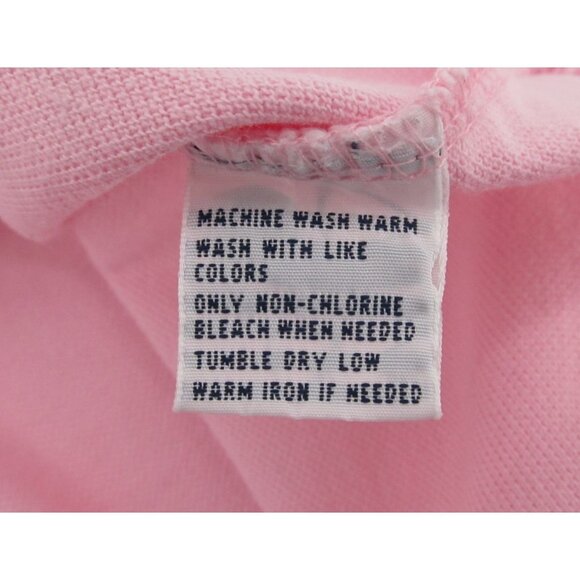 MACHINE WASH WARM
WASH WITH LIKE
COLORS
ONLY NON-CHLORINE
BLEACH WHEN NEEDED
TUMBLE DRY LOW
WARM IRON IF NEEDED